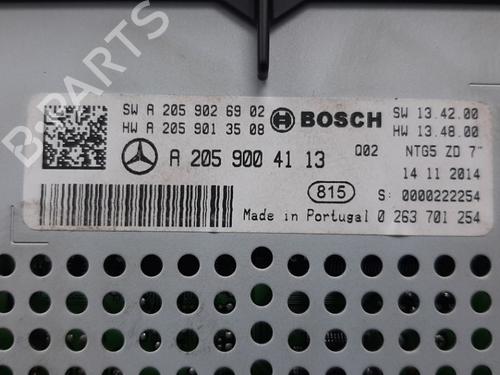 B-PARTS
SW A 205 902 69 02
HW A 205 901 35 08
BOSCH
SW 13.42.00
HW 13.48.00
A 205 900 41 13
Q02
NTG5 ZD 7"
14 11 2014
815
S: 0000222254
Made in Portugal 0 263 701 254